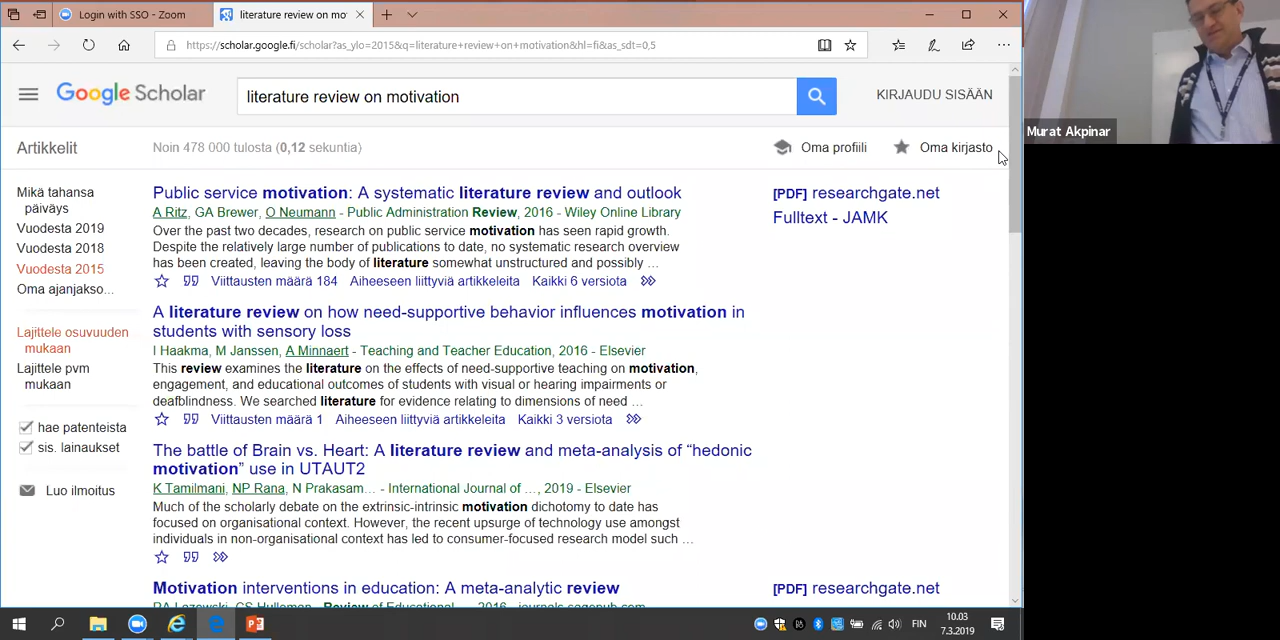 Login with SSO - Zoom
literature review on mo
https://scholar.google.fi/scholar?as_ylo=2015&q=literature+review+on+motivation&hl=fi&as_sdt=0,5
Google Scholar
literature review on motivation
KIRJAUDU SISÄÄN
Artikkelit
Noin 478 000 tulosta (0,12 sekuntia)
Oma profiili
Oma kirjasto
Mikä tahansa
päiväys
Vuodesta 2019
Vuodesta 2018
Vuodesta 2015
Oma ajanjakso...
Lajittele osuvuuden
mukaan
Lajittele pvm
mukaan
hae patenteista
sis. lainaukset
Luo ilmoitus
Public service motivation: A systematic literature review and outlook
A Ritz, GA Brewer, O Neumann - Public Administration Review, 2016 - Wiley Online Library
Over the past two decades, research on public service motivation has seen rapid growth.
Despite the relatively large number of publications to date, no systematic research overview
has been created, leaving the body of literature somewhat unstructured and possibly …
Viittausten määrä 184 Aiheeseen liittyviä artikkeleita Kaikki 6 versiota
[PDF] researchgate.net
Fulltext - JAMK
A literature review on how need-supportive behavior influences motivation in
students with sensory loss
I Haakma, M Janssen, A Minnaert - Teaching and Teacher Education, 2016 - Elsevier
This review examines the literature on the effects of need-supportive teaching on motivation,
engagement, and educational outcomes of students with visual or hearing impairments or
deafblindness. We searched literature for evidence relating to dimensions of need …
Viittausten määrä 1 Aiheeseen liittyviä artikkeleita Kaikki 3 versiota
The battle of Brain vs. Heart: A literature review and meta-analysis of “hedonic
motivation” use in UTAUT2
K Tamilmani, NP Rana, N Prakasam… - International Journal of …, 2019 - Elsevier
Much of the scholarly debate on the extrinsic-intrinsic motivation dichotomy to date has
focused on organisational context. However, the recent upsurge of technology use amongst
individuals in non-organisational context has led to consumer-focused research model such …
Motivation interventions in education: A meta-analytic review
[PDF] researchgate.net
Murat Akpinar
FIN
10.03
7.3.2019